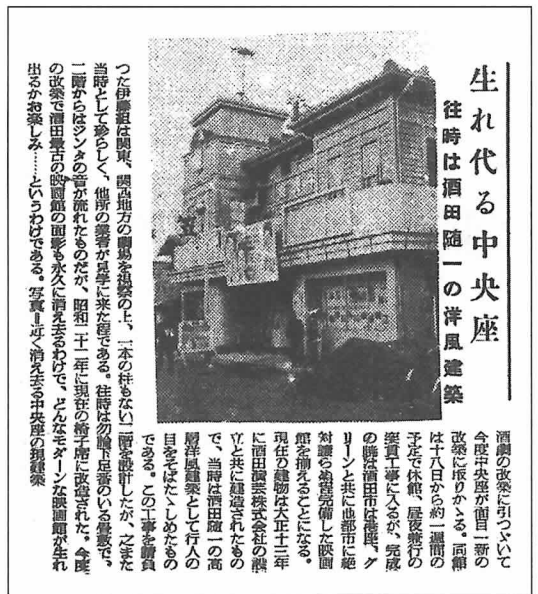 生れ代る中央座
往時は酒田随一の洋風建築
酒劇の改築に引つゞいて
今度中央座が面目一新の
改築に取りかゝる。同館
は十八日から約一週間の
予定で休館、昼夜兼行の
突貫工事に入るが、完成
の暁は酒田市は港座、グ
リーンと共に他都市に絶
対譲らぬ程完備した映画
館を揃えることになる。
現在の建物は大正十三年
に酒田演芸株式会社の設
立と共に建造されたもの
で、当時は酒田随一の高
層洋風建築として行人の
目をそばたゝしめたもの
である。この工事を請負
つた伊藤組は関東、関西地方の劇場を視察の上、一本の柱もない二階を設計したが、之また
当時として珍らしく、他所の業者が見学に来た程である。往時は勿論下足番のいる畳敷で、
二階からはジンタの音が流れたものだが、昭和二十二年に現在の椅子席に改造された。今度
の改築で酒田最古の映画館の面影も永久に消え去るわけで、どんなモダーンな映画館が生れ
出るかお楽しみ……というわけである。写真＝近く消え去る中央座の現建築